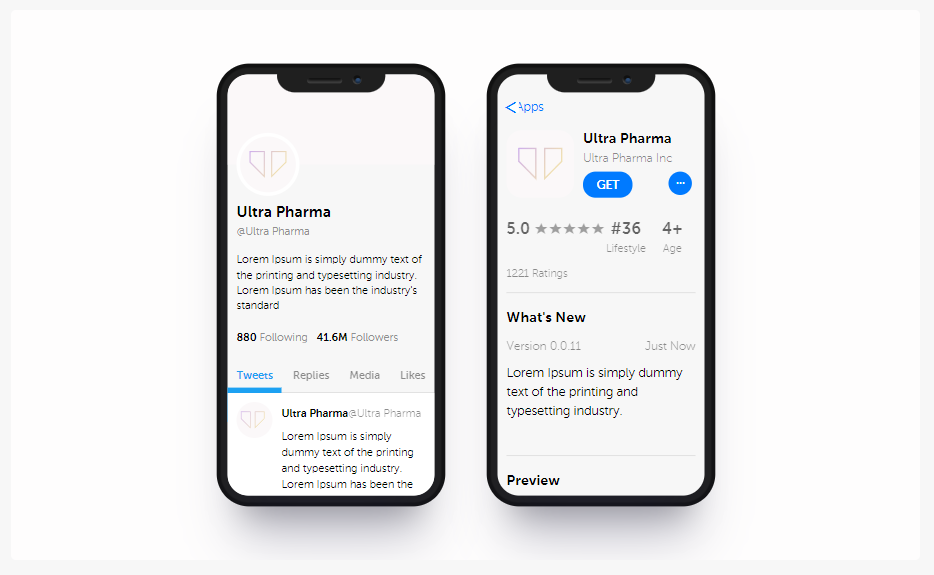 Ultra Pharma
@Ultra Pharma
Lorem Ipsum is simply dummy text of
the printing and typesetting industry.
Lorem Ipsum has been the industry's
standard
880 Following 41.6M Followers
Tweets Replies Media Likes
Ultra Pharma@Ultra Pharma
Lorem Ipsum is simply
dummy text of the printing
and typesetting industry.
Lorem Ipsum has been the
Apps
Ultra Pharma
Ultra Pharma Inc
GET
5.0 ★★★★★ #36 4+
Lifestyle Age
1221 Ratings
What's New
Version 0.0.11 Just Now
Lorem Ipsum is simply dummy
text of the printing and
typesetting industry.
Preview